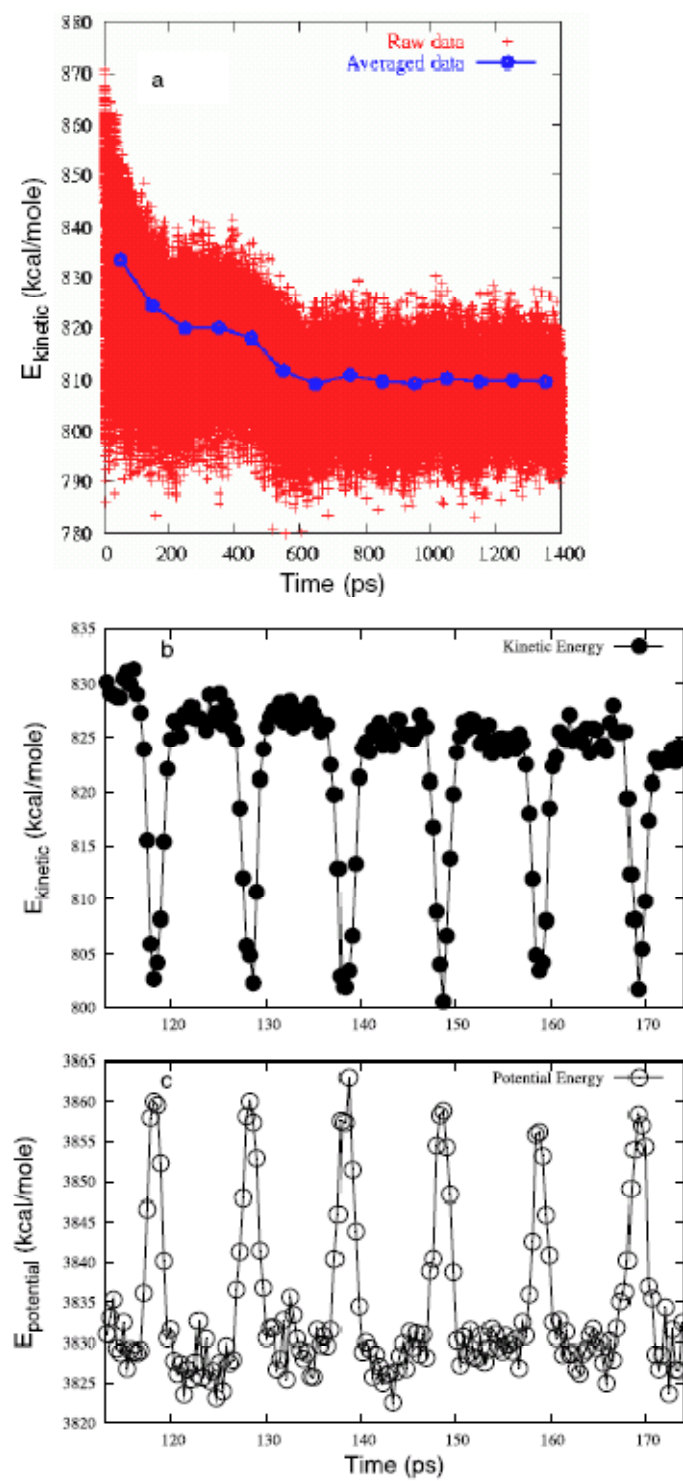 880
870
860
850
840
830
820
810
800
790
780
E kinetic (kcal/mole)
a
Raw data
Averaged data
0 200 400 600 800 1000 1200 1400
Time (ps)
835
830
825
820
815
810
805
800
E kinetic (kcal/mole)
b
Kinetic Energy
120 130 140 150 160 170
3865
3860
3855
3850
3845
3840
3835
3830
3825
3820
E potential (kcal/mole)
c
Potential Energy
120 130 140 150 160 170
Time (ps)